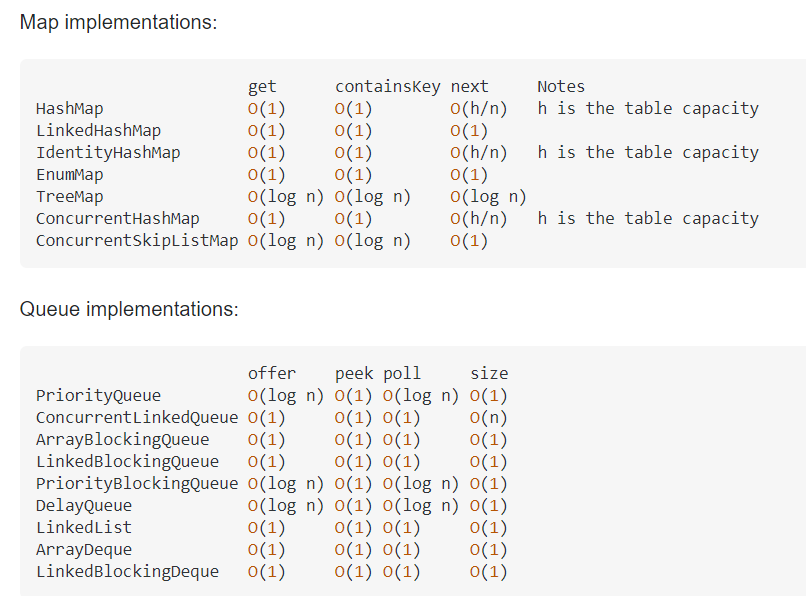 Map implementations:
get containsKey next Notes
HashMap O(1) O(1) O(h/n) h is the table capacity
LinkedHashMap O(1) O(1) O(1)
IdentityHashMap O(1) O(1) O(h/n) h is the table capacity
EnumMap O(1) O(1) O(1)
TreeMap O(log n) O(log n) O(log n)
ConcurrentHashMap O(1) O(1) O(h/n) h is the table capacity
ConcurrentSkipListMap O(log n) O(log n) O(1)
Queue implementations:
offer peek poll size
PriorityQueue O(log n) O(1) O(log n) O(1)
ConcurrentLinkedQueue O(1) O(1) O(1) O(n)
ArrayBlockingQueue O(1) O(1) O(1) O(1)
LinkedBlockingQueue O(1) O(1) O(1) O(1)
PriorityBlockingQueue O(log n) O(1) O(log n) O(1)
DelayQueue O(log n) O(1) O(log n) O(1)
LinkedList O(1) O(1) O(1) O(1)
ArrayDeque O(1) O(1) O(1) O(1)
LinkedBlockingDeque O(1) O(1) O(1) O(1)